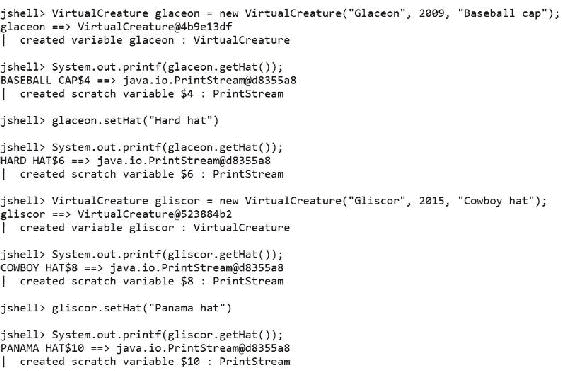 jshell> VirtualCreature glaceon = new VirtualCreature("Glaceon", 2009, "Baseball cap");
glaceon ==> VirtualCreature@4b9e13df
|  created variable glaceon : VirtualCreature
jshell> System.out.printf(glaceon.getHat());
BASEBALL CAP$4 ==> java.io.PrintStream@d8355a8
|  created scratch variable $4 : PrintStream
jshell> glaceon.setHat("Hard hat")
jshell> System.out.printf(glaceon.getHat());
HARD HAT$6 ==> java.io.PrintStream@d8355a8
|  created scratch variable $6 : PrintStream
jshell> VirtualCreature gliscor = new VirtualCreature("Gliscor", 2015, "Cowboy hat");
gliscor ==> VirtualCreature@523884b2
|  created variable gliscor : VirtualCreature
jshell> System.out.printf(gliscor.getHat());
COWBOY HAT$8 ==> java.io.PrintStream@d8355a8
|  created scratch variable $8 : PrintStream
jshell> gliscor.setHat("Panama hat")
jshell> System.out.printf(gliscor.getHat());
PANAMA HAT$10 ==> java.io.PrintStream@d8355a8
|  created scratch variable $10 : PrintStream